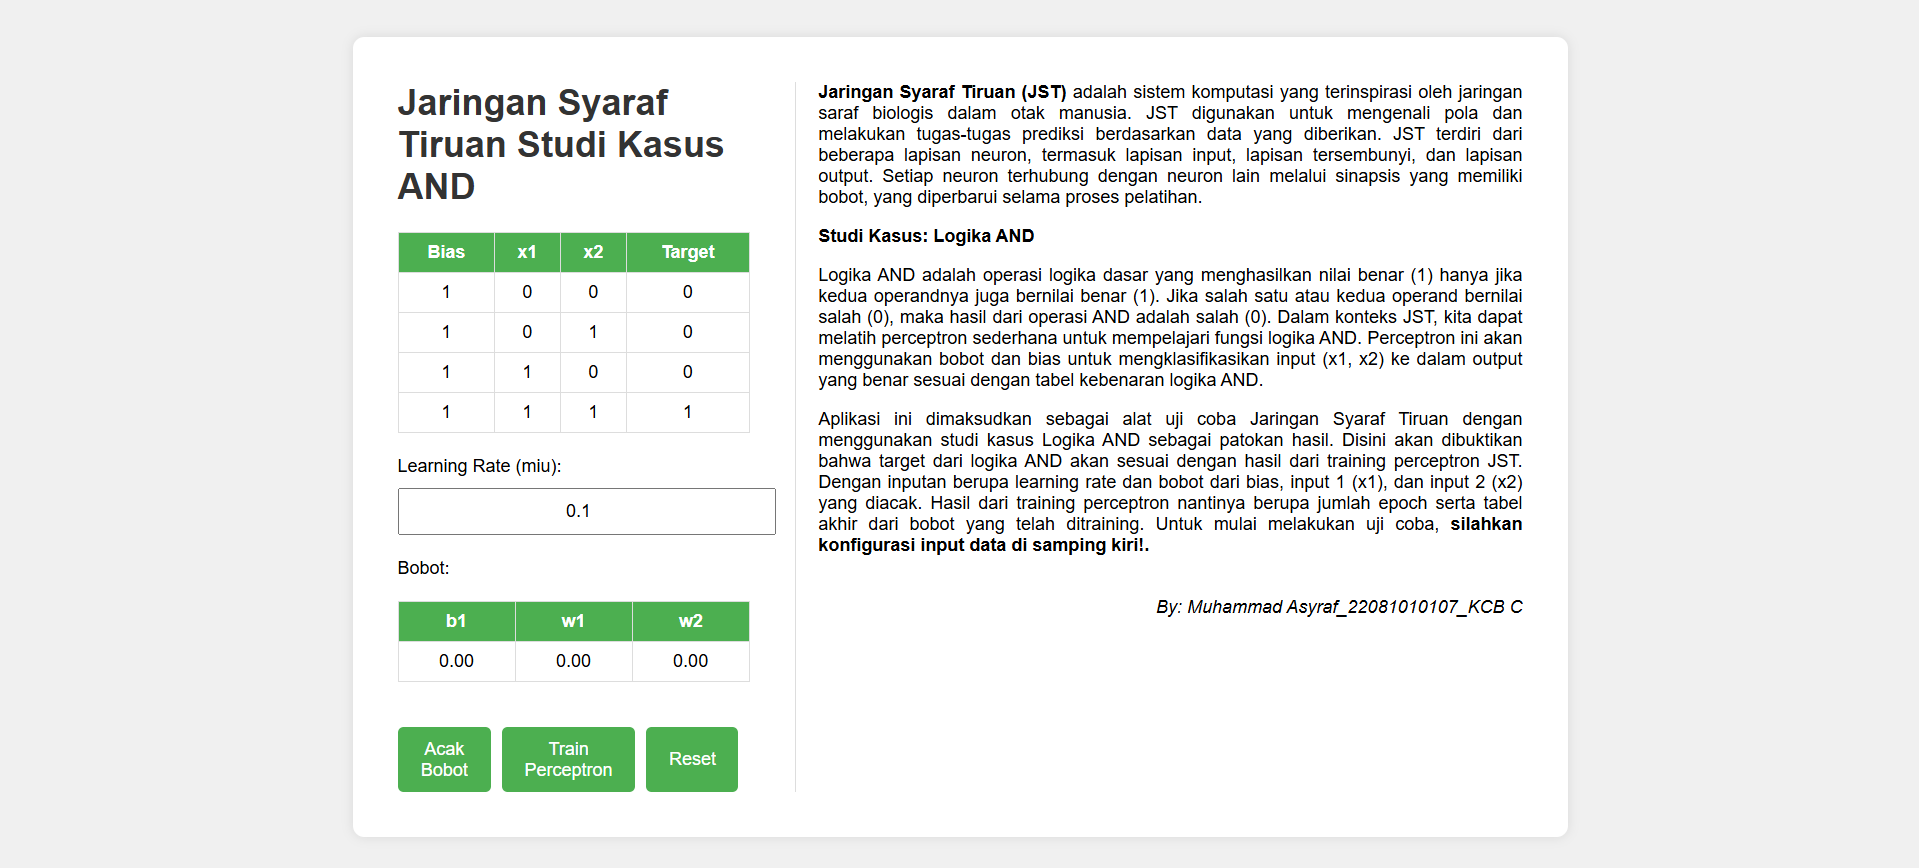 Jaringan Syaraf
Tiruan Studi Kasus
AND
Bias x1 x2 Target
1 0 0 0
1 0 1 0
1 1 0 0
1 1 1 1
Learning Rate (miu):
0.1
Bobot:
b1 w1 w2
0.00 0.00 0.00
Acak
Bobot
Train
Perceptron
Reset
Jaringan Syaraf Tiruan (JST) adalah sistem komputasi yang terinspirasi oleh jaringan
saraf biologis dalam otak manusia. JST digunakan untuk mengenali pola dan
melakukan tugas-tugas prediksi berdasarkan data yang diberikan. JST terdiri dari
beberapa lapisan neuron, termasuk lapisan input, lapisan tersembunyi, dan lapisan
output. Setiap neuron terhubung dengan neuron lain melalui sinapsis yang memiliki
bobot, yang diperbarui selama proses pelatihan.
Studi Kasus: Logika AND
Logika AND adalah operasi logika dasar yang menghasilkan nilai benar (1) hanya jika
kedua operandnya juga bernilai benar (1). Jika salah satu atau kedua operand bernilai
salah (0), maka hasil dari operasi AND adalah salah (0). Dalam konteks JST, kita dapat
melatih perceptron sederhana untuk mempelajari fungsi logika AND. Perceptron ini akan
menggunakan bobot dan bias untuk mengklasifikasikan input (x1, x2) ke dalam output
yang benar sesuai dengan tabel kebenaran logika AND.
Aplikasi ini dimaksudkan sebagai alat uji coba Jaringan Syaraf Tiruan dengan
menggunakan studi kasus Logika AND sebagai patokan hasil. Disini akan dibuktikan
bahwa target dari logika AND akan sesuai dengan hasil dari training perceptron JST.
Dengan inputan berupa learning rate dan bobot dari bias, input 1 (x1), dan input 2 (x2)
yang diacak. Hasil dari training perceptron nantinya berupa jumlah epoch serta tabel
akhir dari bobot yang telah ditraining. Untuk mulai melakukan uji coba, silahkan
konfigurasi input data di samping kiri!.
By: Muhammad Asyraf_22081010107_KCB C